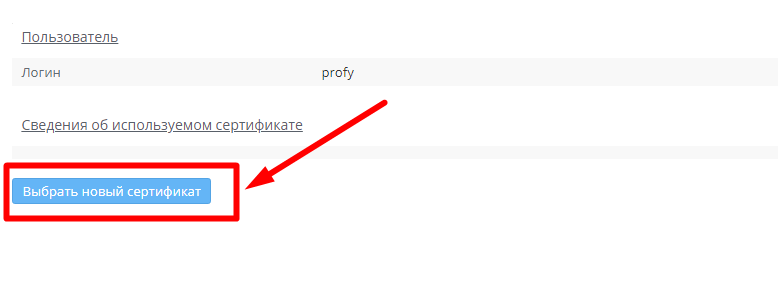 Пользователь
Логин profy
Сведения об используемом сертификате
Выбрать новый сертификат